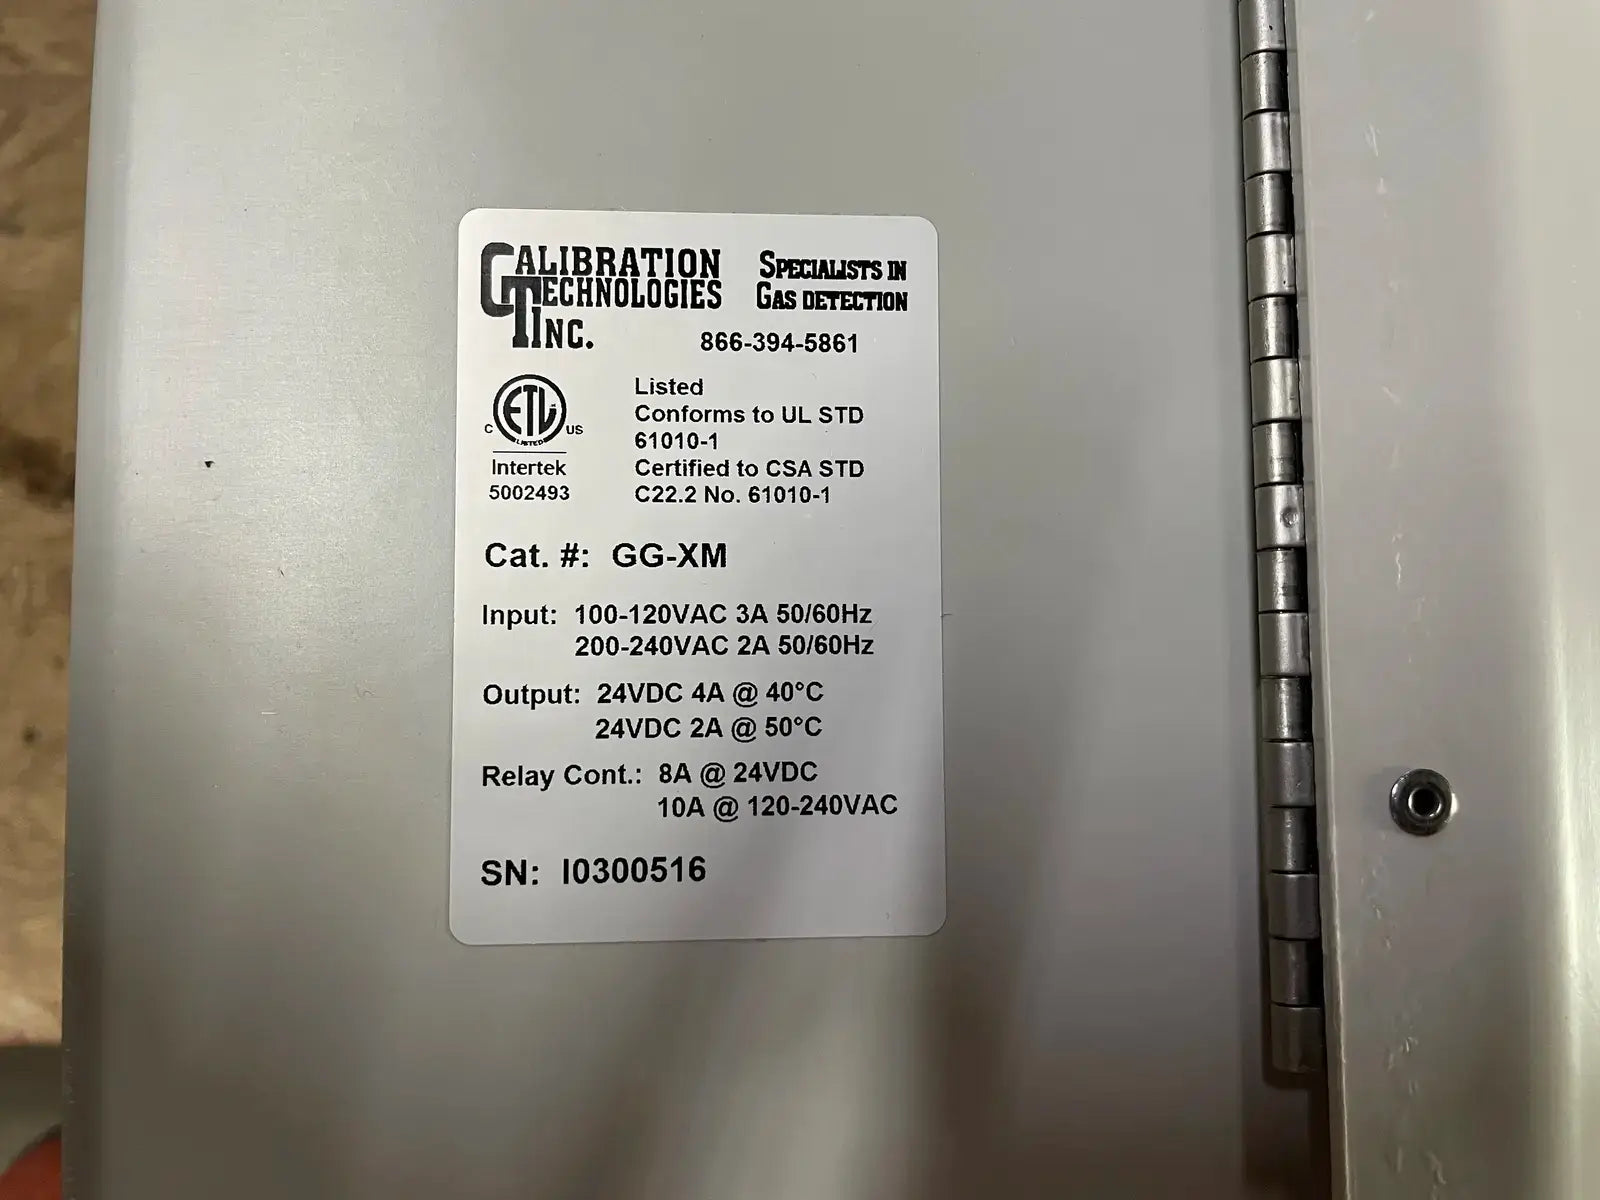 CALIBRATION
TECHNOLOGIES
INC.
SPECIALISTS IN
GAS DETECTION
866-394-5861
ETL
C US
LISTED
Intertek
5002493
Listed
Conforms to UL STD
61010-1
Certified to CSA STD
C22.2 No. 61010-1
Cat. #: GG-XM
Input: 100-120VAC 3A 50/60Hz
200-240VAC 2A 50/60Hz
Output: 24VDC 4A @ 40°C
24VDC 2A @ 50°C
Relay Cont.: 8A @ 24VDC
10A @ 120-240VAC
SN: I0300516